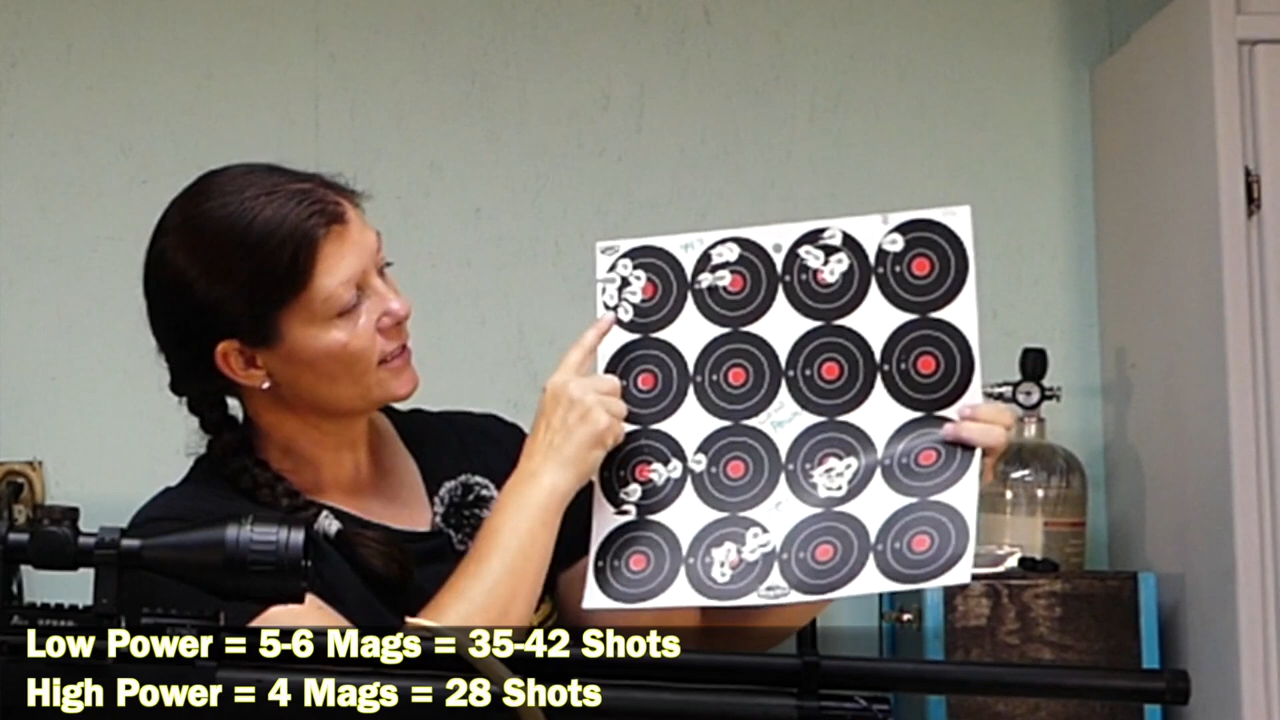 Low Power = 5-6 Mags = 35-42 Shots
High Power = 4 Mags = 28 Shots